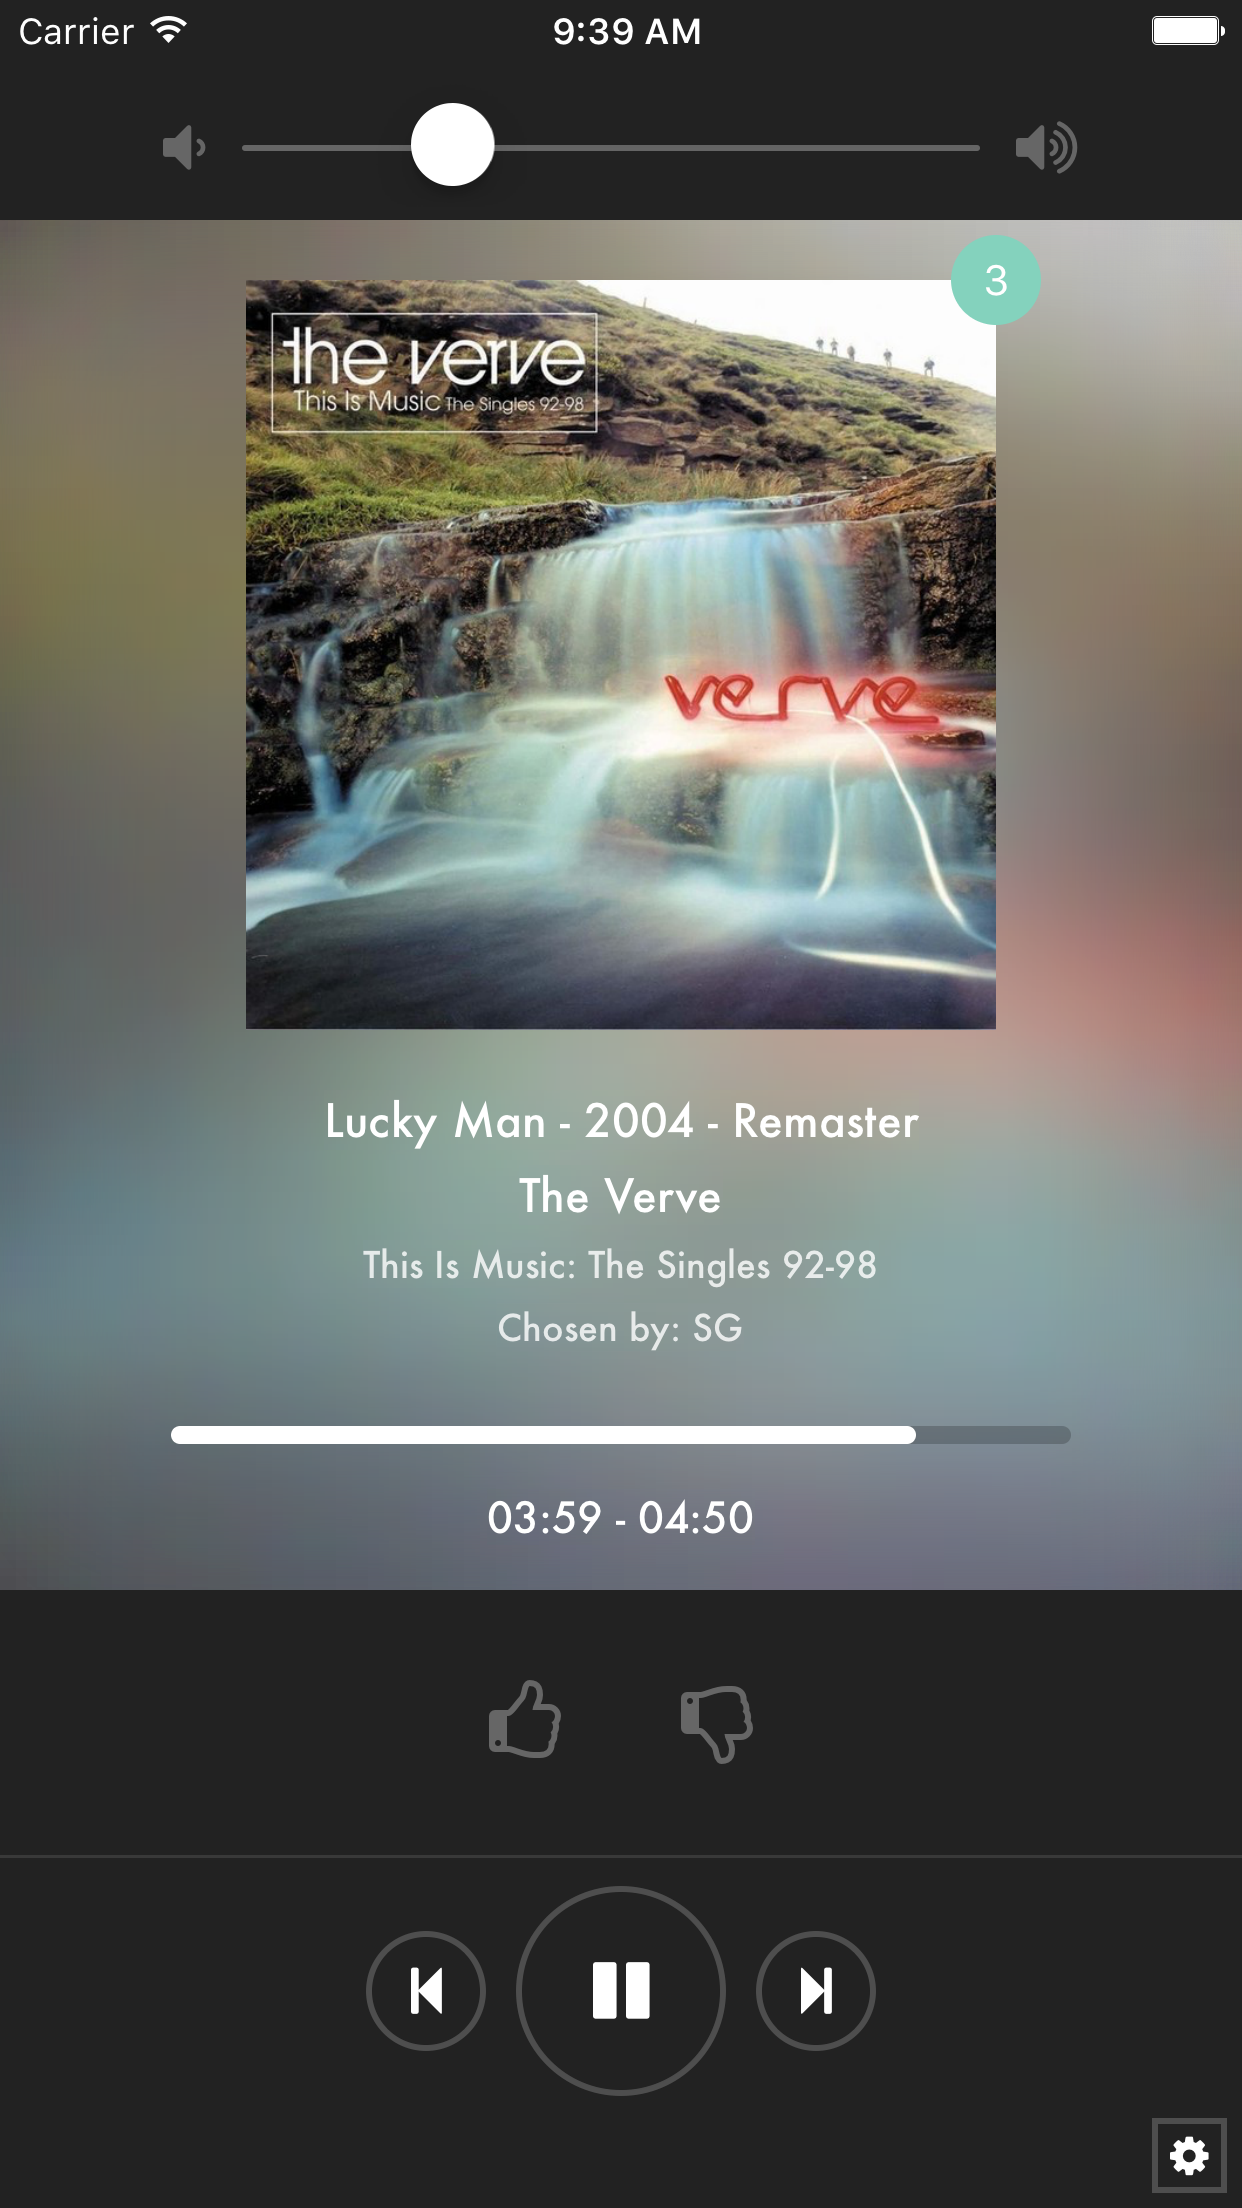 Carrier
9:39 AM
3
the verve
This Is Music The Singles 92-98
verve
Lucky Man - 2004 - Remaster
The Verve
This Is Music: The Singles 92-98
Chosen by: SG
03:59 - 04:50